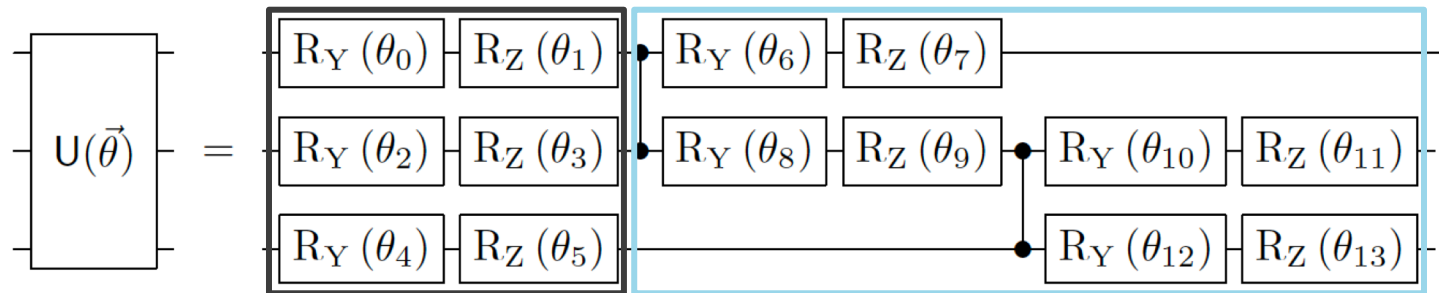 R_Y (θ_0) R_Z (θ_1) R_Y (θ_6) R_Z (θ_7)
U(θ⃗) = R_Y (θ_2) R_Z (θ_3) R_Y (θ_8) R_Z (θ_9) R_Y (θ_10) R_Z (θ_11)
R_Y (θ_4) R_Z (θ_5) R_Y (θ_12) R_Z (θ_13)